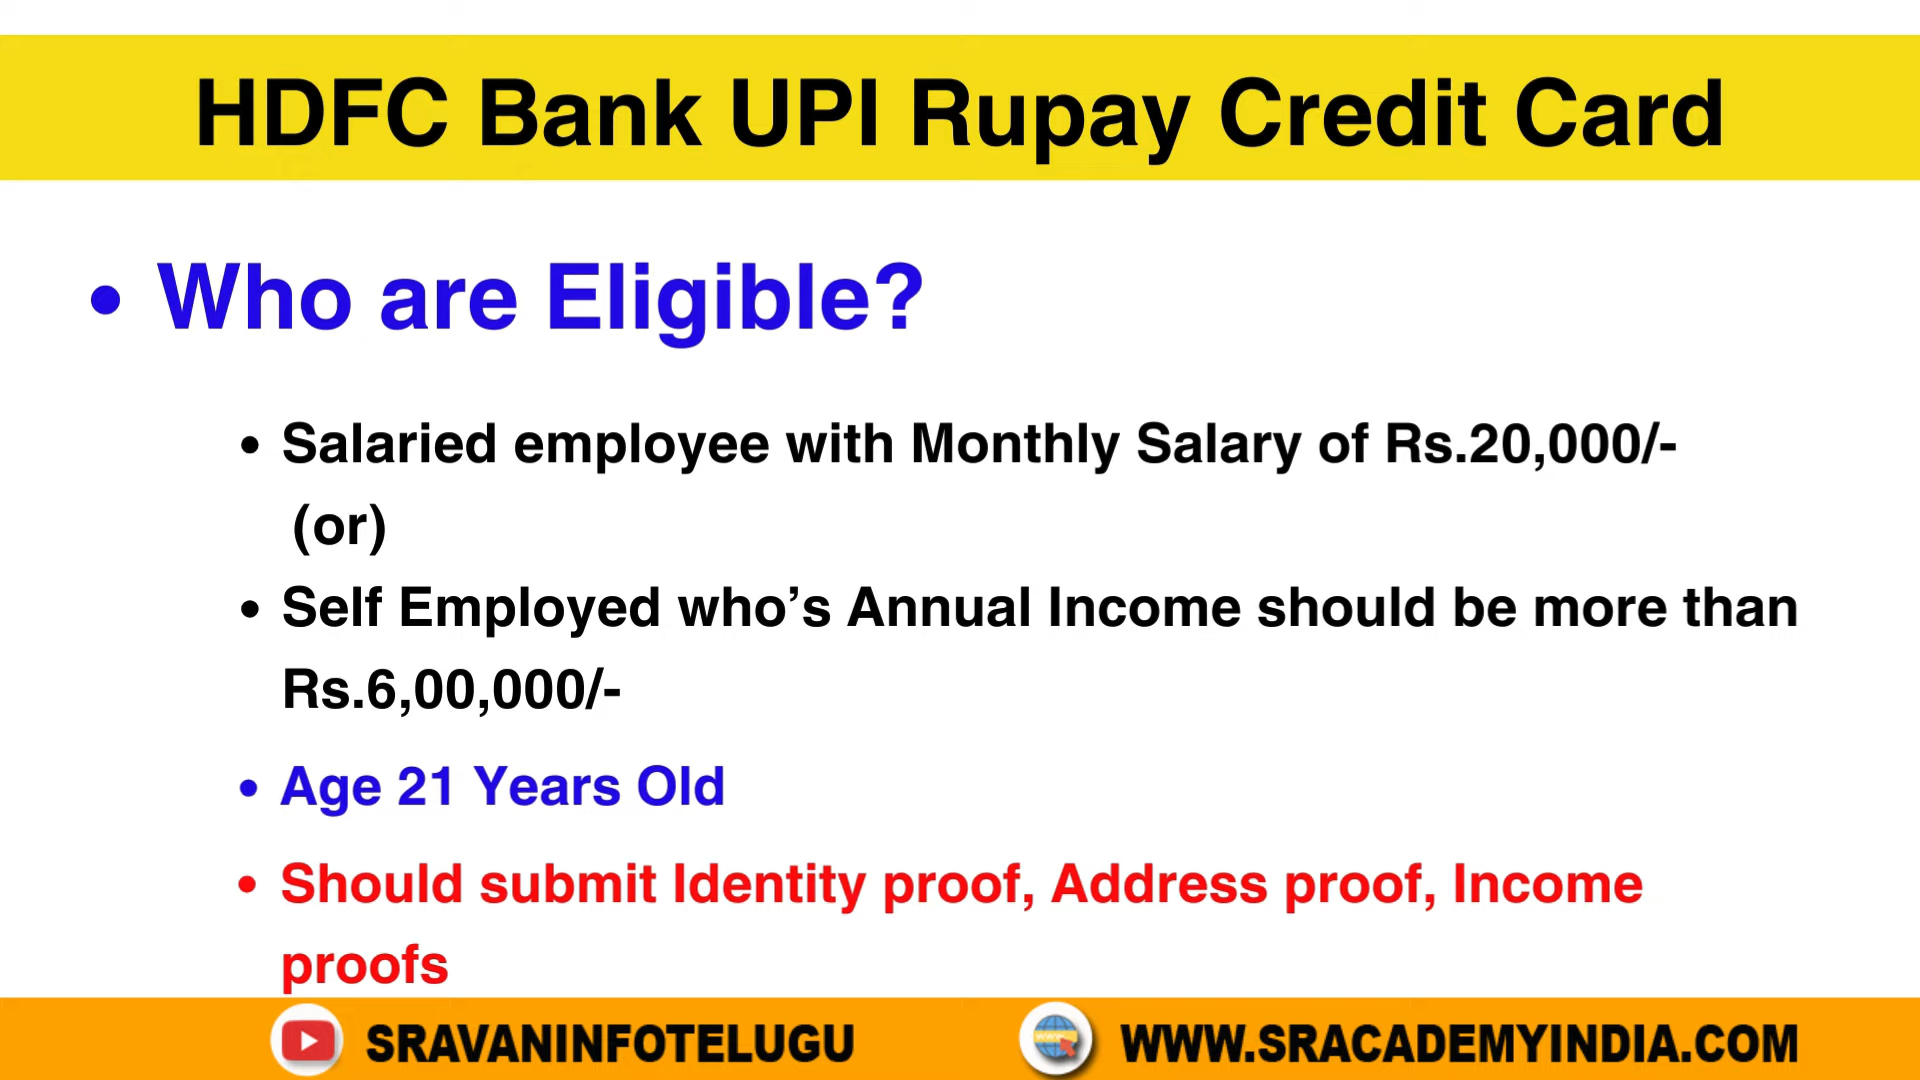 HDFC Bank UPI Rupay Credit Card
• Who are Eligible?
• Salaried employee with Monthly Salary of Rs.20,000/-
(or)
• Self Employed who’s Annual Income should be more than
Rs.6,00,000/-
• Age 21 Years Old
• Should submit Identity proof, Address proof, Income
proofs
SRAVANINFOTELUGU
WWW.SRACADEMYINDIA.COM